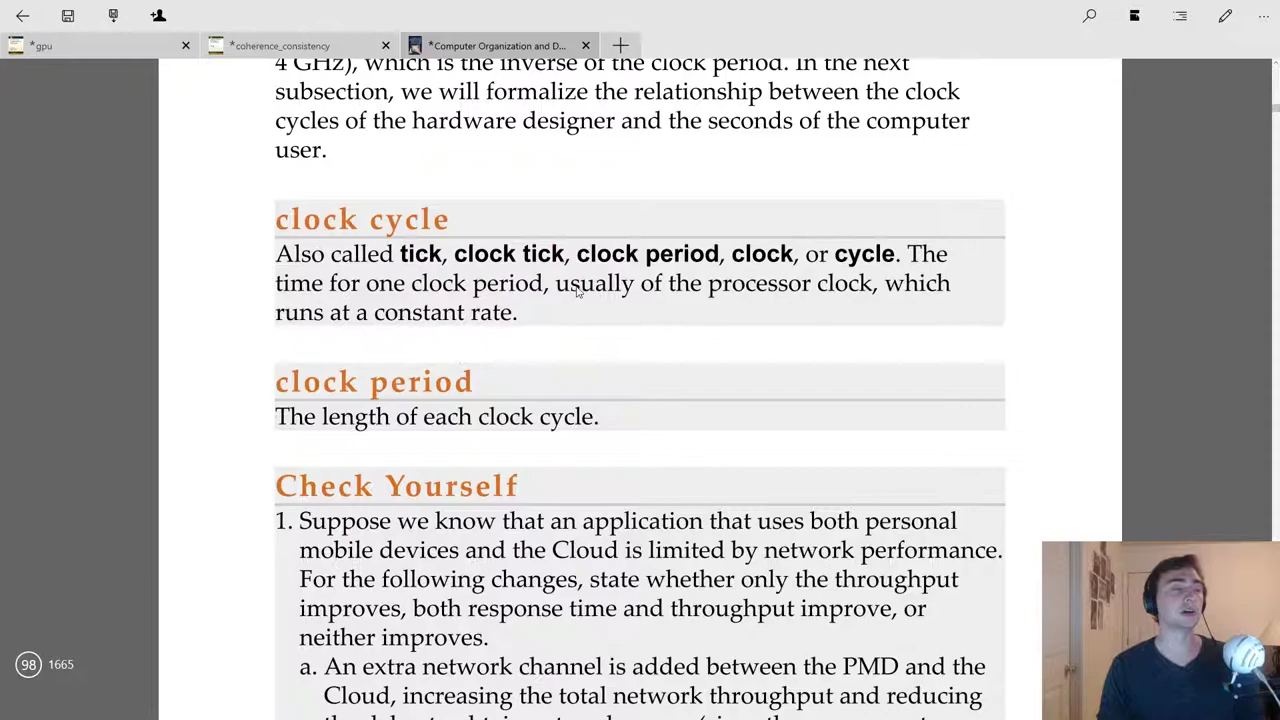 *gpu
*coherence_consistency
*Computer Organization and D...
4 GHz), which is the inverse of the clock period. In the next
subsection, we will formalize the relationship between the clock
cycles of the hardware designer and the seconds of the computer
user.
clock cycle
Also called tick, clock tick, clock period, clock, or cycle. The
time for one clock period, usually of the processor clock, which
runs at a constant rate.
clock period
The length of each clock cycle.
Check Yourself
1. Suppose we know that an application that uses both personal
mobile devices and the Cloud is limited by network performance.
For the following changes, state whether only the throughput
improves, both response time and throughput improve, or
neither improves.
a. An extra network channel is added between the PMD and the
Cloud, increasing the total network throughput and reducing
98 1665